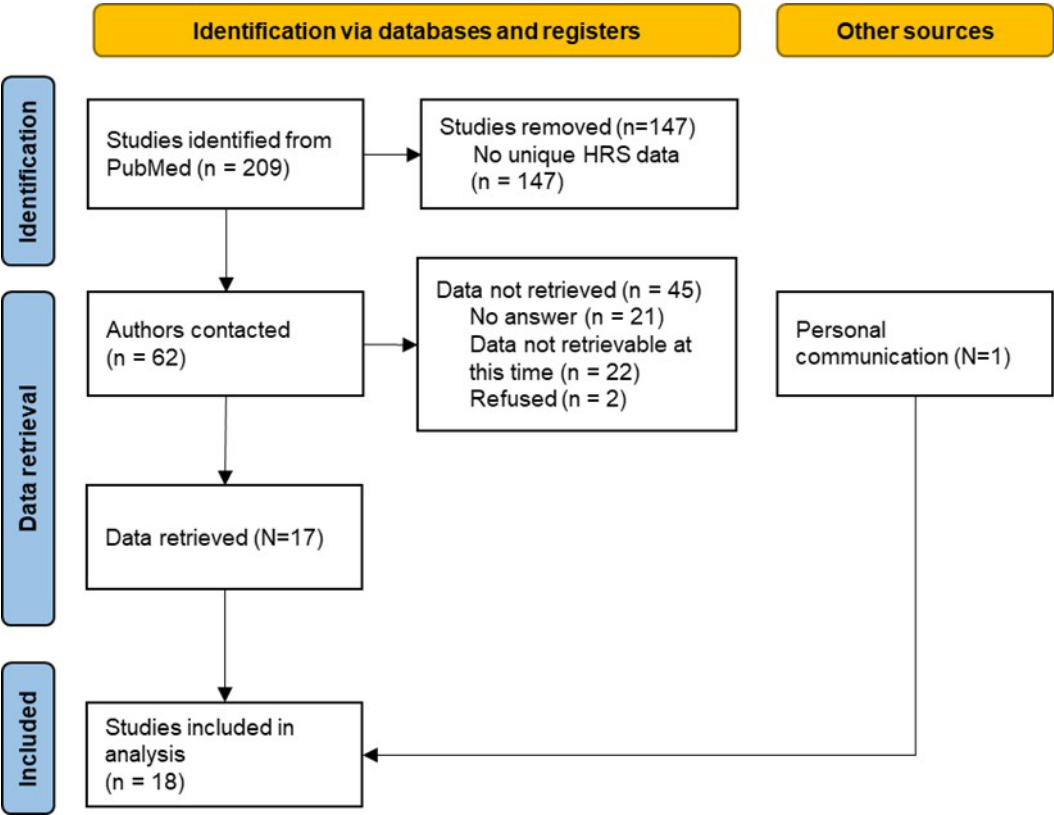 Identification via databases and registers
Other sources
Identification
Studies identified from
PubMed (n = 209)
Studies removed (n=147)
No unique HRS data
(n = 147)
Data retrieval
Authors contacted
(n = 62)
Data not retrieved (n = 45)
No answer (n = 21)
Data not retrievable at
this time (n = 22)
Refused (n = 2)
Personal
communication (N=1)
Data retrieved (N=17)
Included
Studies included in
analysis
(n = 18)